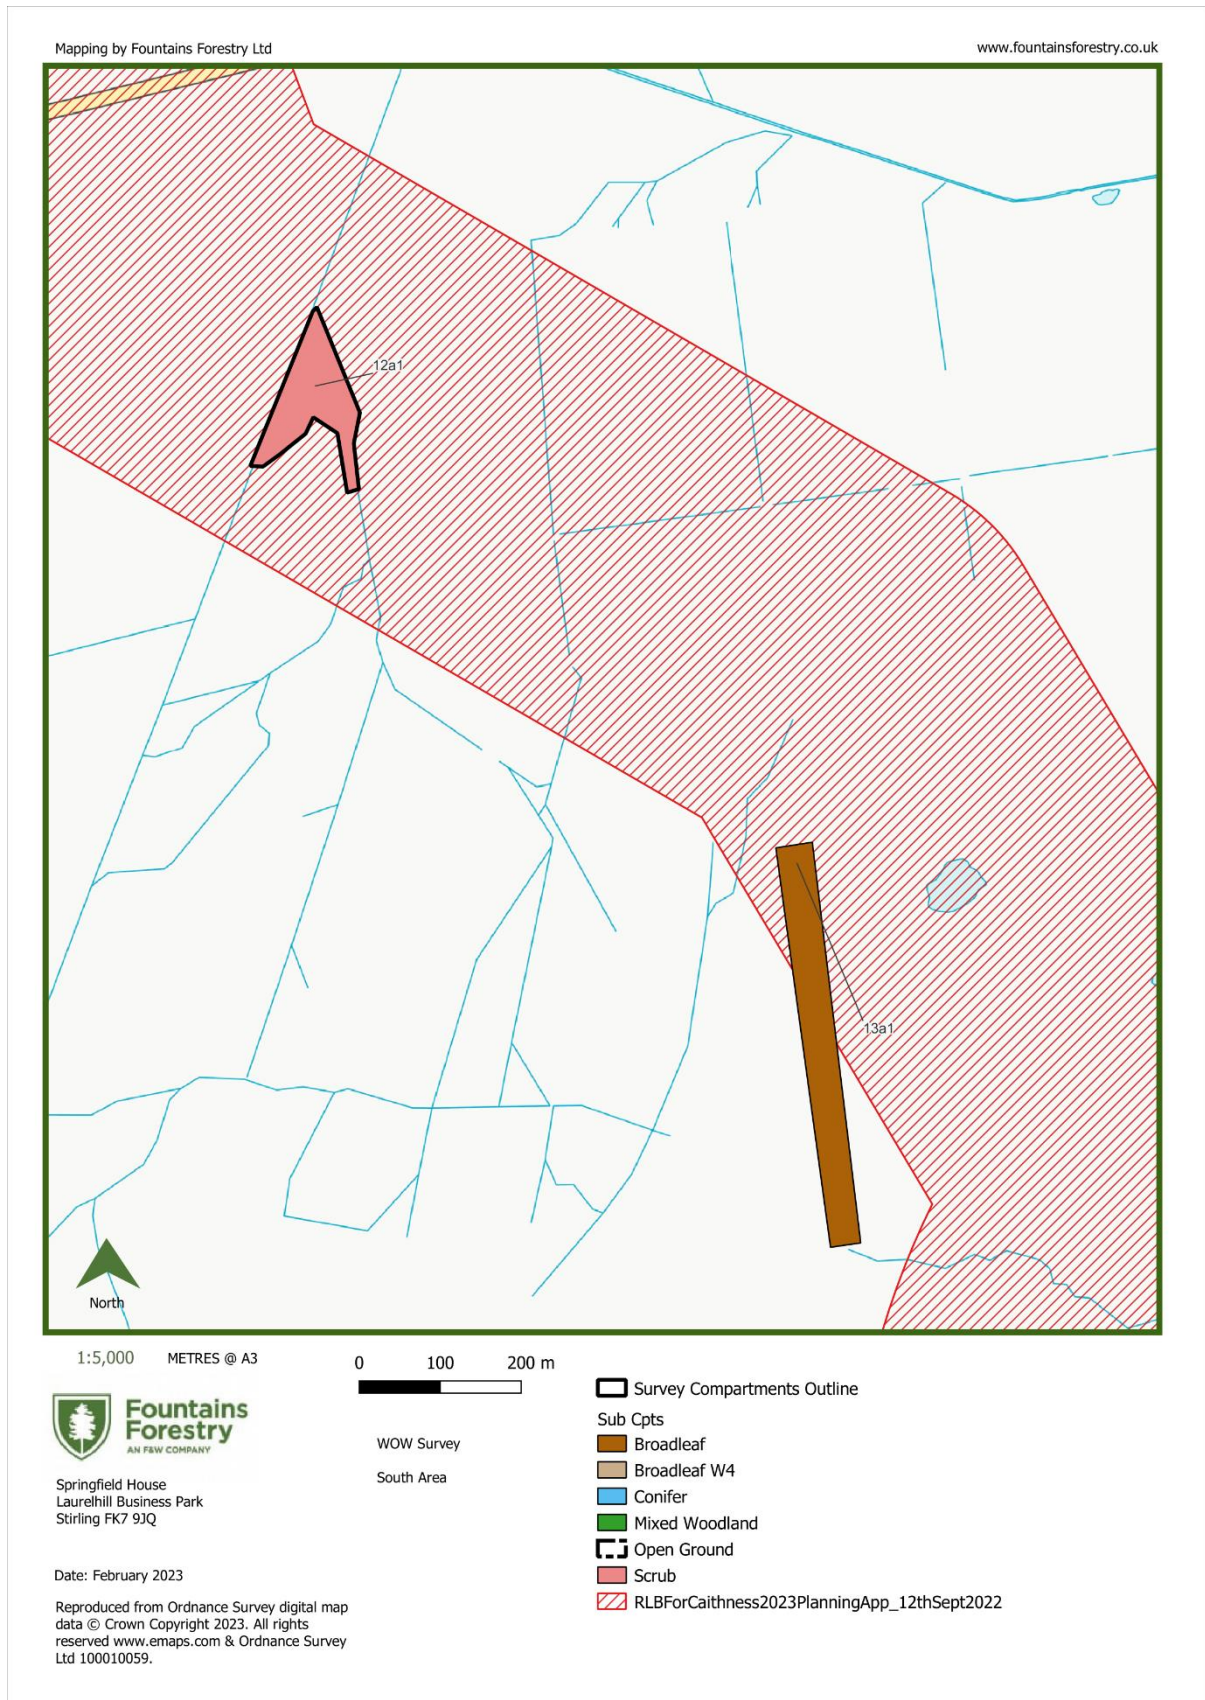 Mapping by Fountains Forestry Ltd
www.fountainsforestry.co.uk
12a1
13a1
North
1:5,000 METRES @ A3
0 100 200 m
Fountains
Forestry
AN F&W COMPANY
WOW Survey
South Area
Springfield House
Laurelhill Business Park
Stirling FK7 9JQ
Date: February 2023
Reproduced from Ordnance Survey digital map
data © Crown Copyright 2023. All rights
reserved www.emaps.com & Ordnance Survey
Ltd 100010059.
Survey Compartments Outline
Sub Cpts
Broadleaf
Broadleaf W4
Conifer
Mixed Woodland
Open Ground
Scrub
RLBForCaithness2023PlanningApp_12thSept2022